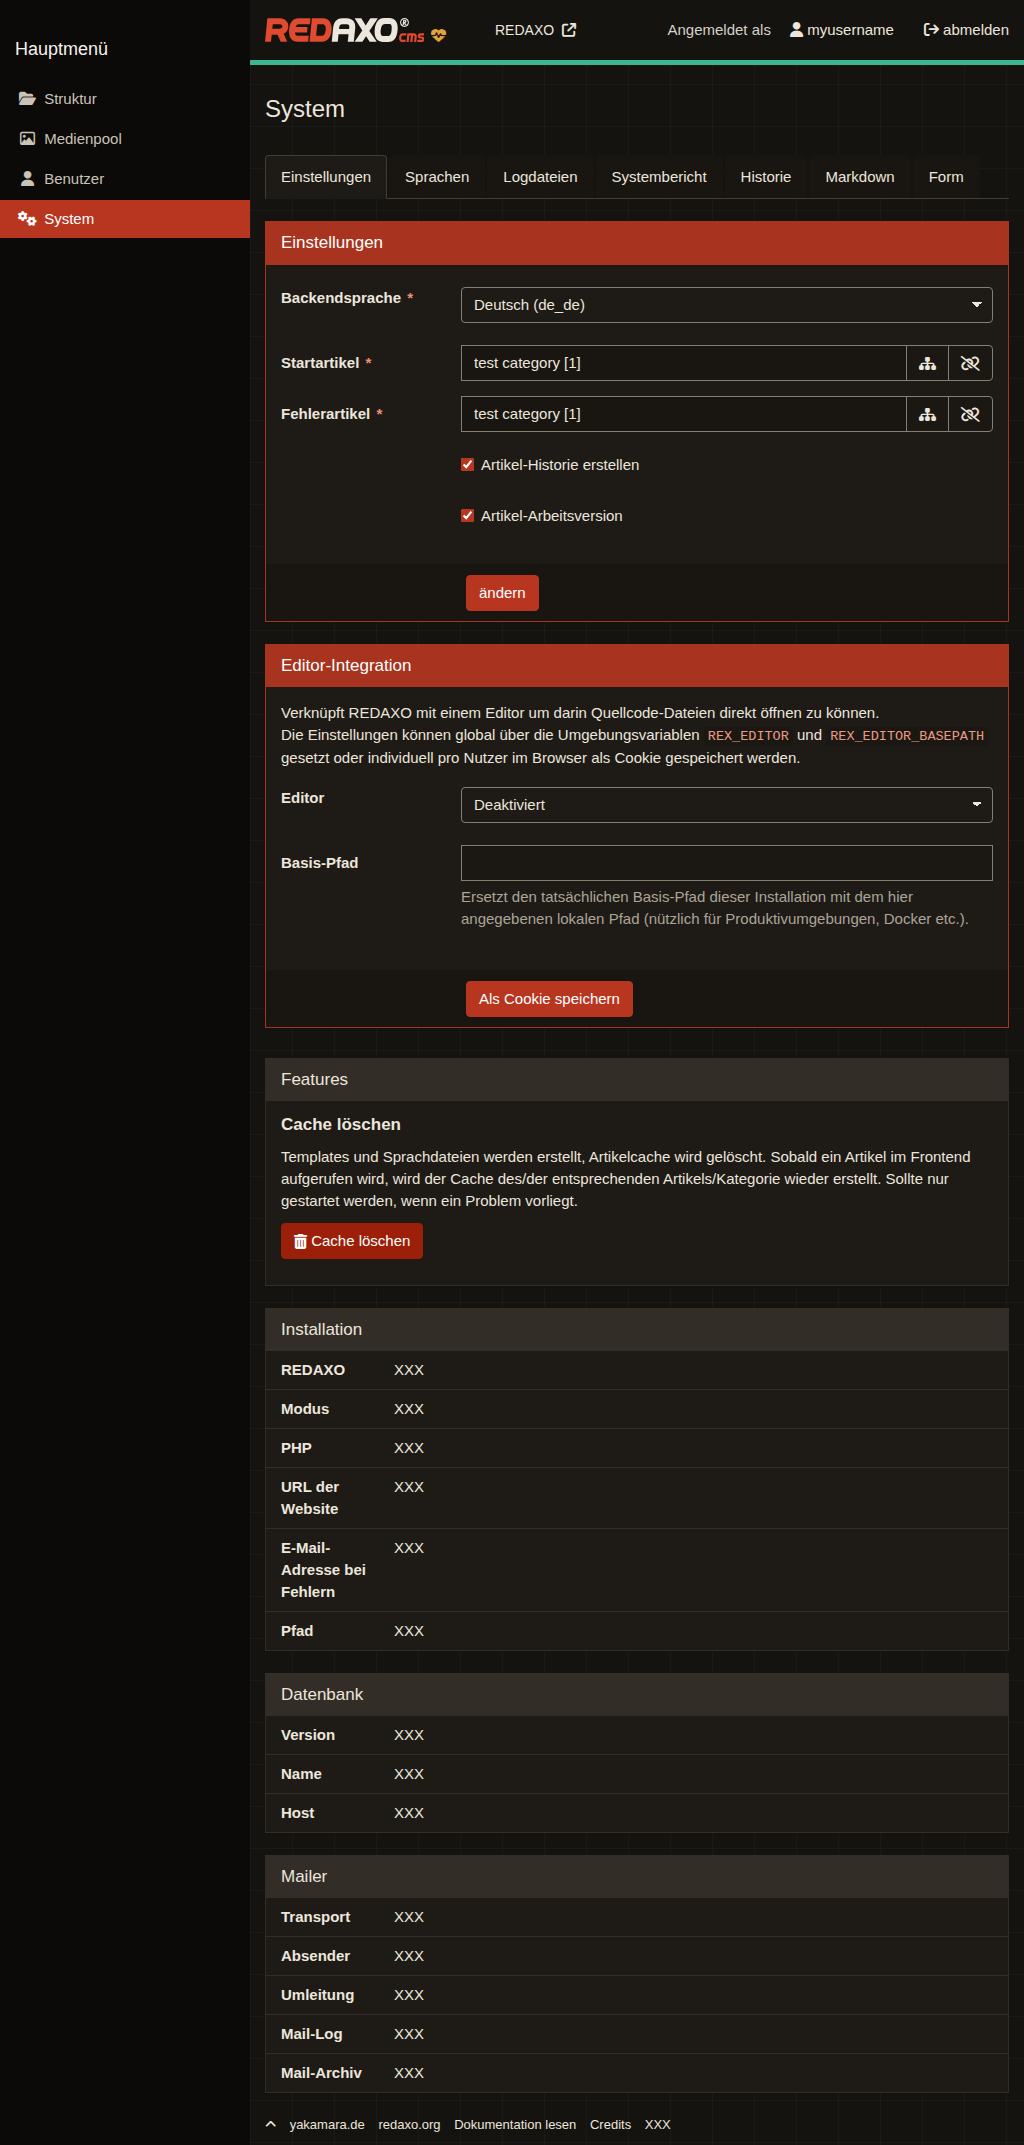 Hauptmenü
Struktur
Medienpool
Benutzer
System
REDAXO® cms
REDAXO
Angemeldet als myusername abmelden
System
Einstellungen Sprachen Logdateien Systembericht Historie Markdown Form
Einstellungen
Backendsprache *
Deutsch (de_de)
Startartikel *
test category [1]
Fehlerartikel *
test category [1]
Artikel-Historie erstellen
Artikel-Arbeitsversion
ändern
Editor-Integration
Verknüpft REDAXO mit einem Editor um darin Quellcode-Dateien direkt öffnen zu können.
Die Einstellungen können global über die Umgebungsvariablen REX_EDITOR und REX_EDITOR_BASEPATH
gesetzt oder individuell pro Nutzer im Browser als Cookie gespeichert werden.
Editor
Deaktiviert
Basis-Pfad
Ersetzt den tatsächlichen Basis-Pfad dieser Installation mit dem hier
angegebenen lokalen Pfad (nützlich für Produktivumgebungen, Docker etc.).
Als Cookie speichern
Features
Cache löschen
Templates und Sprachdateien werden erstellt, Artikelcache wird gelöscht. Sobald ein Artikel im Frontend
aufgerufen wird, wird der Cache des/der entsprechenden Artikels/Kategorie wieder erstellt. Sollte nur
gestartet werden, wenn ein Problem vorliegt.
Cache löschen
Installation
REDAXO XXX
Modus XXX
PHP XXX
URL der XXX
Website
E-Mail- XXX
Adresse bei
Fehlern
Pfad XXX
Datenbank
Version XXX
Name XXX
Host XXX
Mailer
Transport XXX
Absender XXX
Umleitung XXX
Mail-Log XXX
Mail-Archiv XXX
yakamara.de redaxo.org Dokumentation lesen Credits XXX